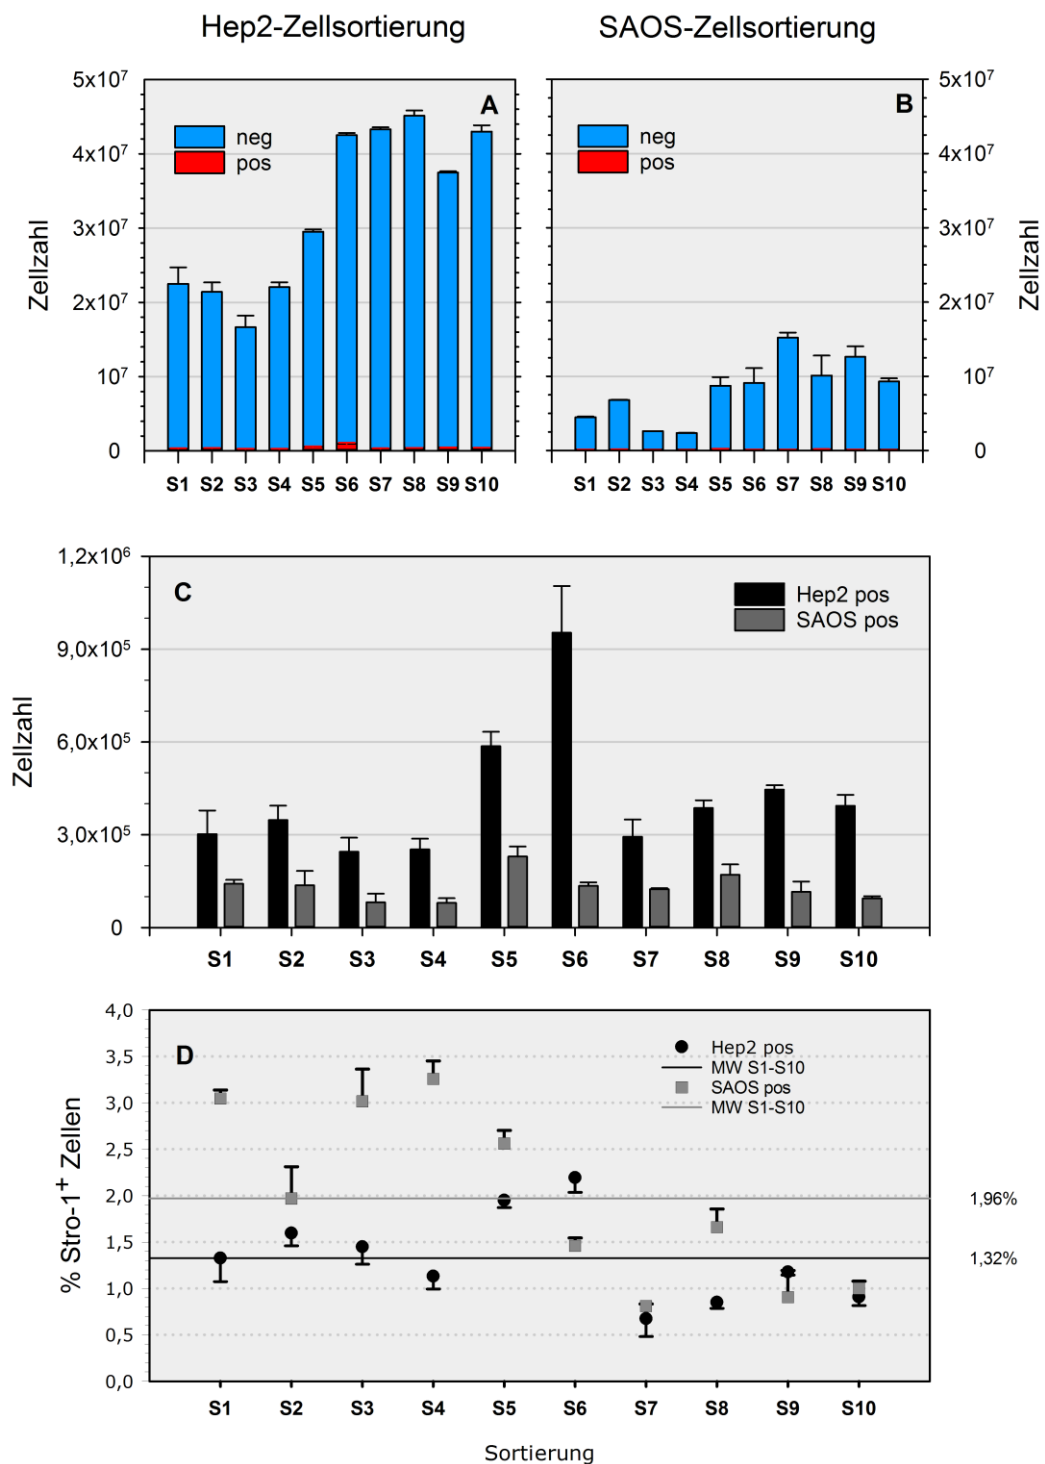 Hep2-Zellsortierung SAOS-Zellsortierung
5x10⁷ A B 5x10⁷
neg neg
pos pos
4x10⁷ 4x10⁷
3x10⁷ 3x10⁷
Zellzahl Zellzahl
2x10⁷ 2x10⁷
10⁷ 10⁷
0 0
S1 S2 S3 S4 S5 S6 S7 S8 S9 S10 S1 S2 S3 S4 S5 S6 S7 S8 S9 S10
1,2x10⁶
C Hep2 pos
SAOS pos
9,0x10⁵
Zellzahl
6,0x10⁵
3,0x10⁵
0
S1 S2 S3 S4 S5 S6 S7 S8 S9 S10
4,0
D Hep2 pos
MW S1-S10
SAOS pos
MW S1-S10
3,5
3,0
2,5
% Stro-1⁺ Zellen
2,0 1,96%
1,5
1,32%
1,0
0,5
0,0
S1 S2 S3 S4 S5 S6 S7 S8 S9 S10
Sortierung